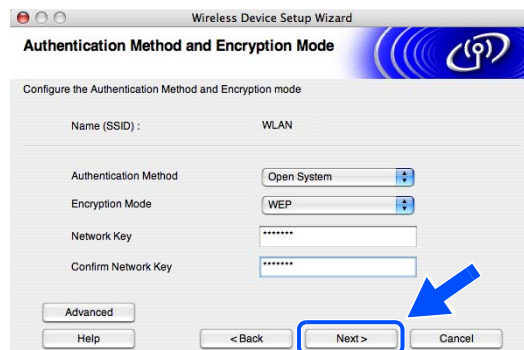 Wireless Device Setup Wizard
Authentication Method and Encryption Mode
Configure the Authentication Method and Encryption mode
Name (SSID) : WLAN
Authentication Method Open System
Encryption Mode WEP
Network Key *******
Confirm Network Key *******
Advanced
Help < Back Next > Cancel